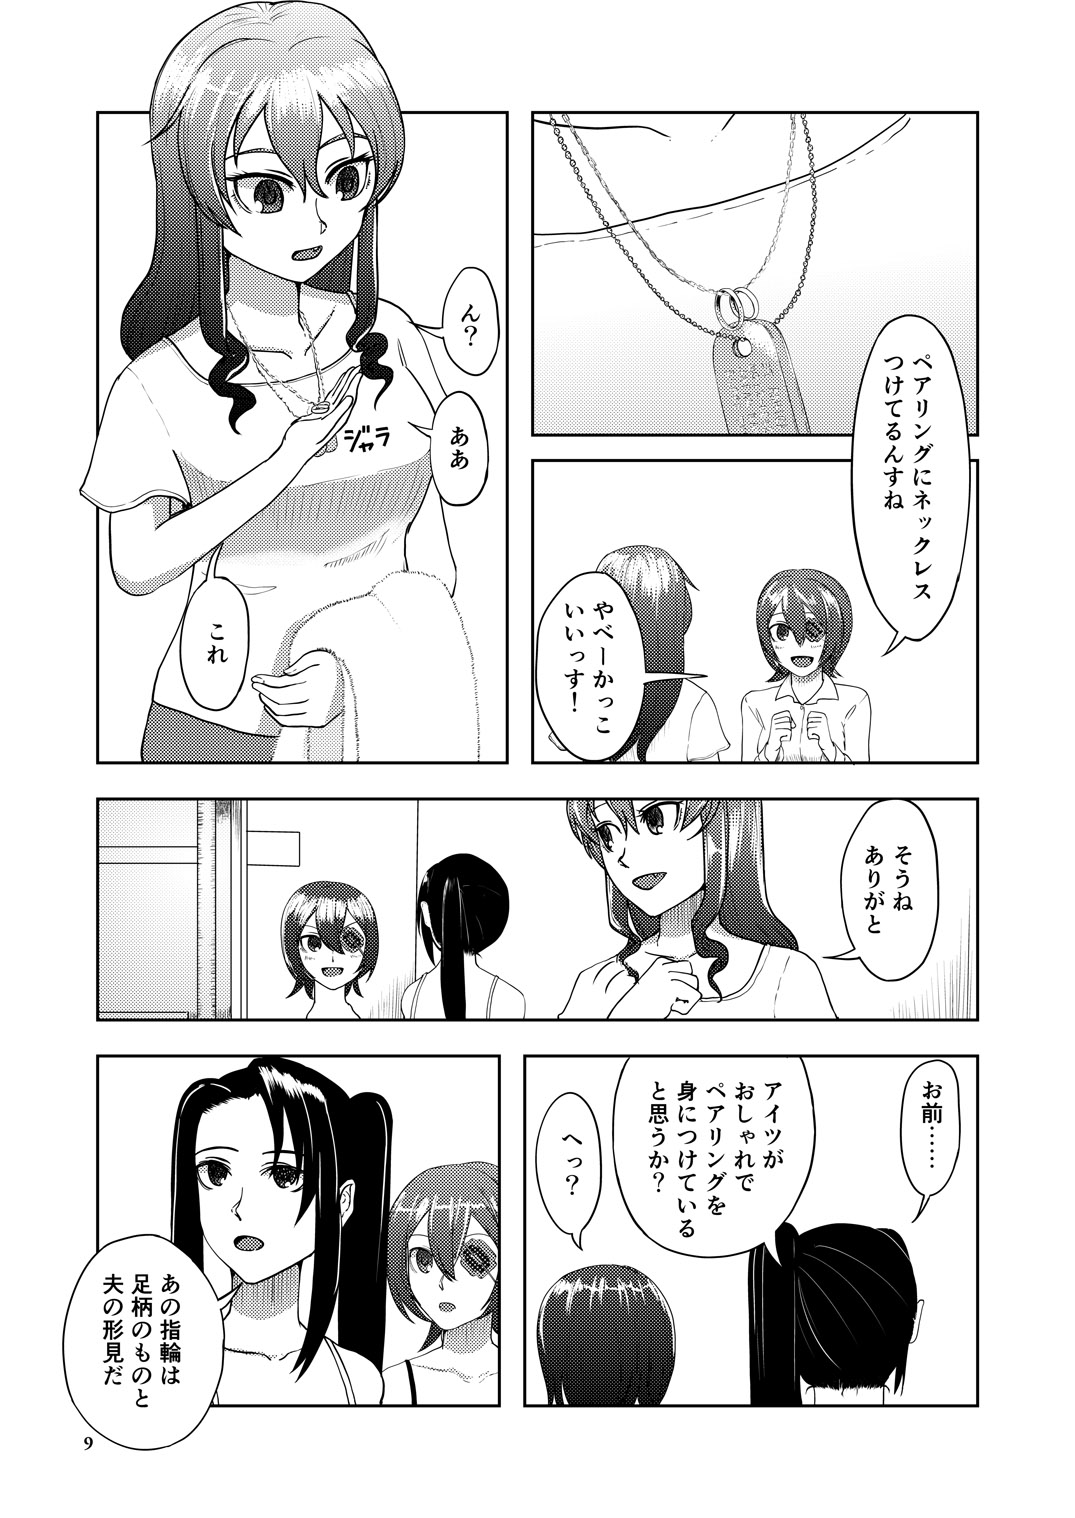 ペアリングにネックレス
つけてるんすね
やべーかっこ
いいっす！
ん？
ああ
ジャラ
これ
そうね
ありがと
お前……
アイツが
おしゃれで
ペアリングを
身につけている
と思うか？
へっ？
あの指輪は
足柄のものと
夫の形見だ
9